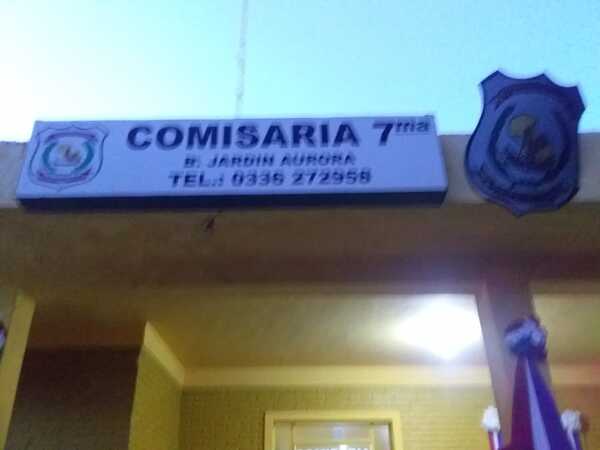 COMISARIA 7ma
B. JARDIN AURORA
TEL.: 0336 272958